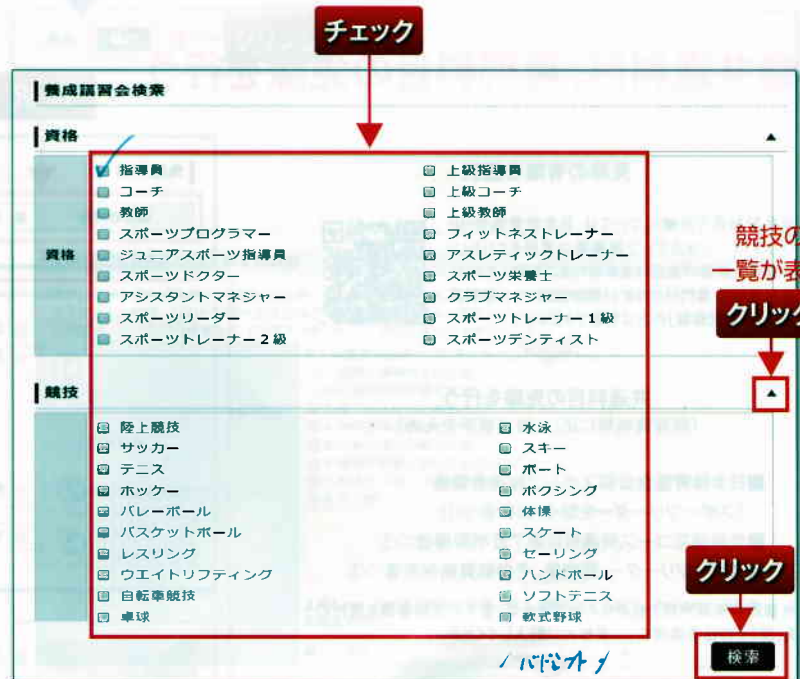 チェック
養成講習会検索
資格
指導員 上級指導員
コーチ 上級コーチ
教師 上級教師
スポーツプログラマー フィットネストレーナー
資格 ジュニアスポーツ指導員 アスレティックトレーナー
スポーツドクター スポーツ栄養士
アシスタントマネジャー クラブマネジャー
スポーツリーダー スポーツトレーナー1級
スポーツトレーナー2級 スポーツデンティスト
競技の
一覧が表
クリック
競技
陸上競技 水泳
サッカー スキー
テニス ボート
ホッケー ボクシング
バレーボール 体操
バスケットボール スケート
レスリング セーリング
ウエイトリフティング ハンドボール
自転車競技 ソフトテニス
卓球 軟式野球
クリック
検索